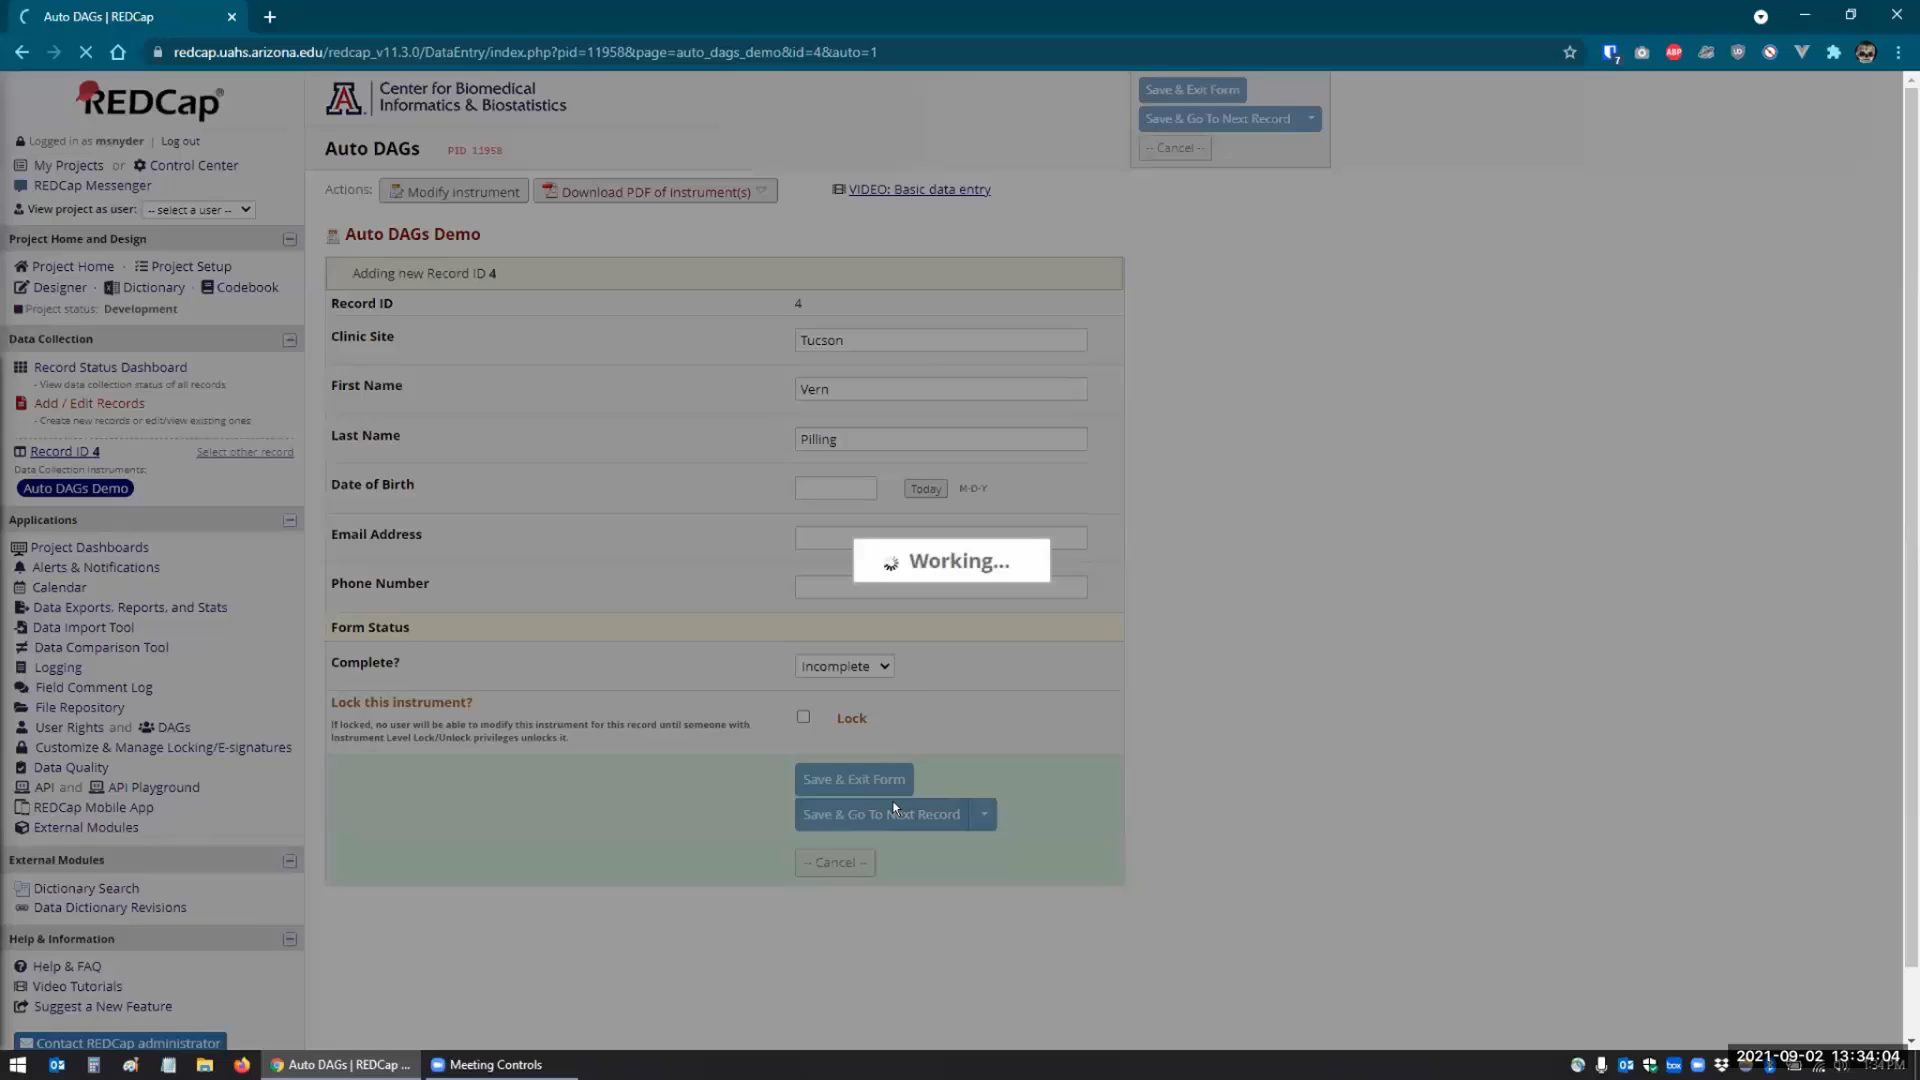 Auto DAGs | REDCap
redcap.uahs.arizona.edu/redcap_v11.3.0/DataEntry/index.php?pid=11958&page=auto_dags_demo&id=4&auto=1
REDCap
Logged in as msnyder | Log out
My Projects or Control Center
REDCap Messenger
View project as user: -- select a user --
Project Home and Design
Project Home · Project Setup
Designer · Dictionary · Codebook
Project status: Development
Data Collection
Record Status Dashboard
- View data collection status of all records
Add / Edit Records
- Create new records or edit/view existing ones
Record ID 4 Select other record
Data Collection Instruments:
Auto DAGs Demo
Applications
Project Dashboards
Alerts & Notifications
Calendar
Data Exports, Reports, and Stats
Data Import Tool
Data Comparison Tool
Logging
Field Comment Log
File Repository
User Rights and DAGs
Customize & Manage Locking/E-signatures
Data Quality
API and API Playground
REDCap Mobile App
External Modules
External Modules
Dictionary Search
Data Dictionary Revisions
Help & Information
Help & FAQ
Video Tutorials
Suggest a New Feature
Contact REDCap administrator
A
Center for Biomedical
Informatics & Biostatistics
Save & Exit Form
Save & Go To Next Record
-- Cancel --
Auto DAGs PID 11958
Actions: Modify instrument Download PDF of instrument(s) VIDEO: Basic data entry
Auto DAGs Demo
Adding new Record ID 4
Record ID 4
Clinic Site Tucson
First Name Vern
Last Name Pilling
Date of Birth Today M-D-Y
Email Address
Working...
Phone Number
Form Status
Complete? Incomplete
Lock this instrument?
If locked, no user will be able to modify this instrument for this record until someone with
Instrument Level Lock/Unlock privileges unlocks it.
Lock
Save & Exit Form
Save & Go To Next Record
-- Cancel --
Auto DAGs | REDCap ... Meeting Controls
2021-09-02 13:34:04